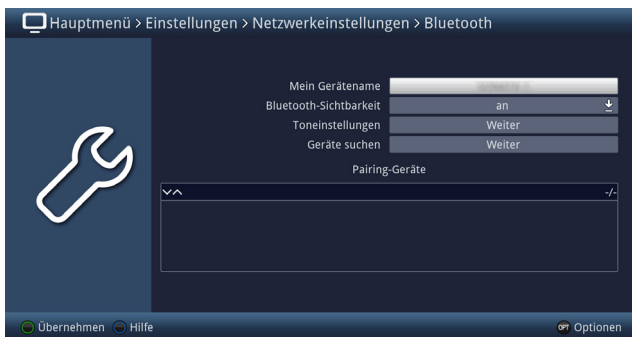 Hauptmenü > Einstellungen > Netzwerkeinstellungen > Bluetooth
Mein Gerätename
Bluetooth-Sichtbarkeit an
Toneinstellungen Weiter
Geräte suchen Weiter
Pairing-Geräte
-/-
Übernehmen Hilfe OPT Optionen